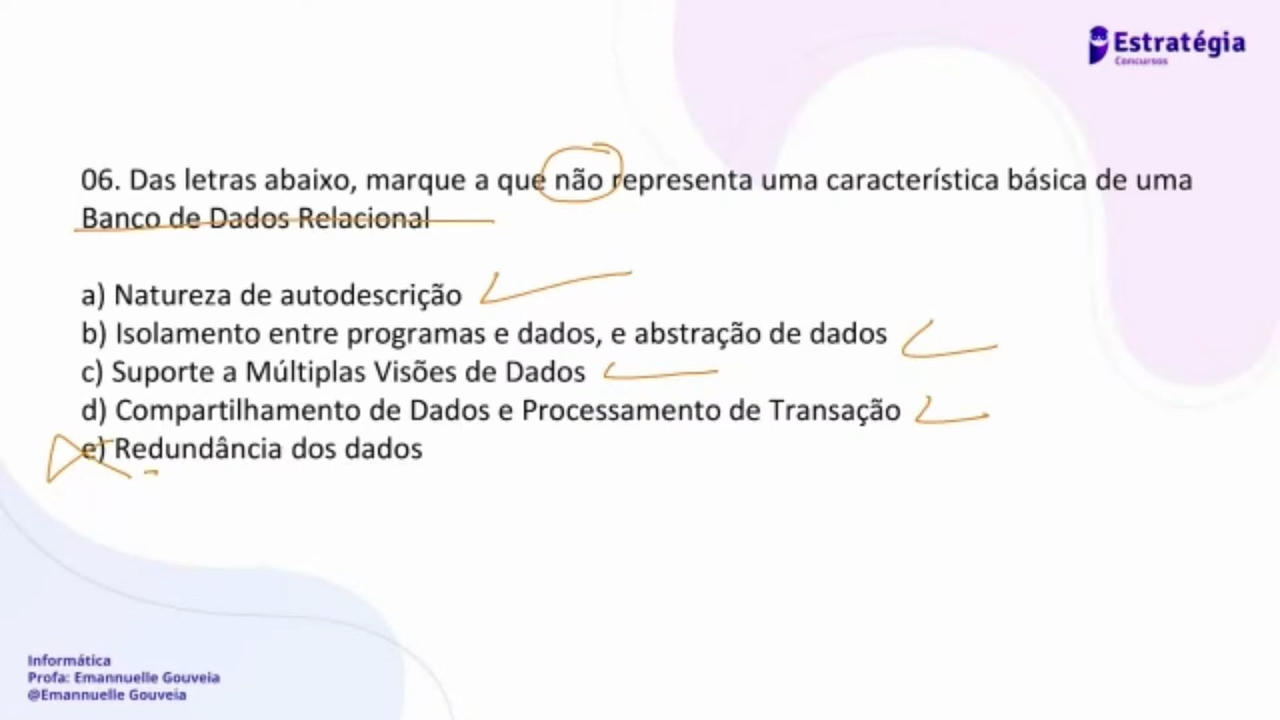 Estratégia
Concursos
06. Das letras abaixo, marque a que não representa uma característica básica de uma
Banco de Dados Relacional
a) Natureza de autodescrição
b) Isolamento entre programas e dados, e abstração de dados
c) Suporte a Múltiplas Visões de Dados
d) Compartilhamento de Dados e Processamento de Transação
e) Redundância dos dados
Informática
Profa: Emannuelle Gouveia
@Emannuelle Gouveia